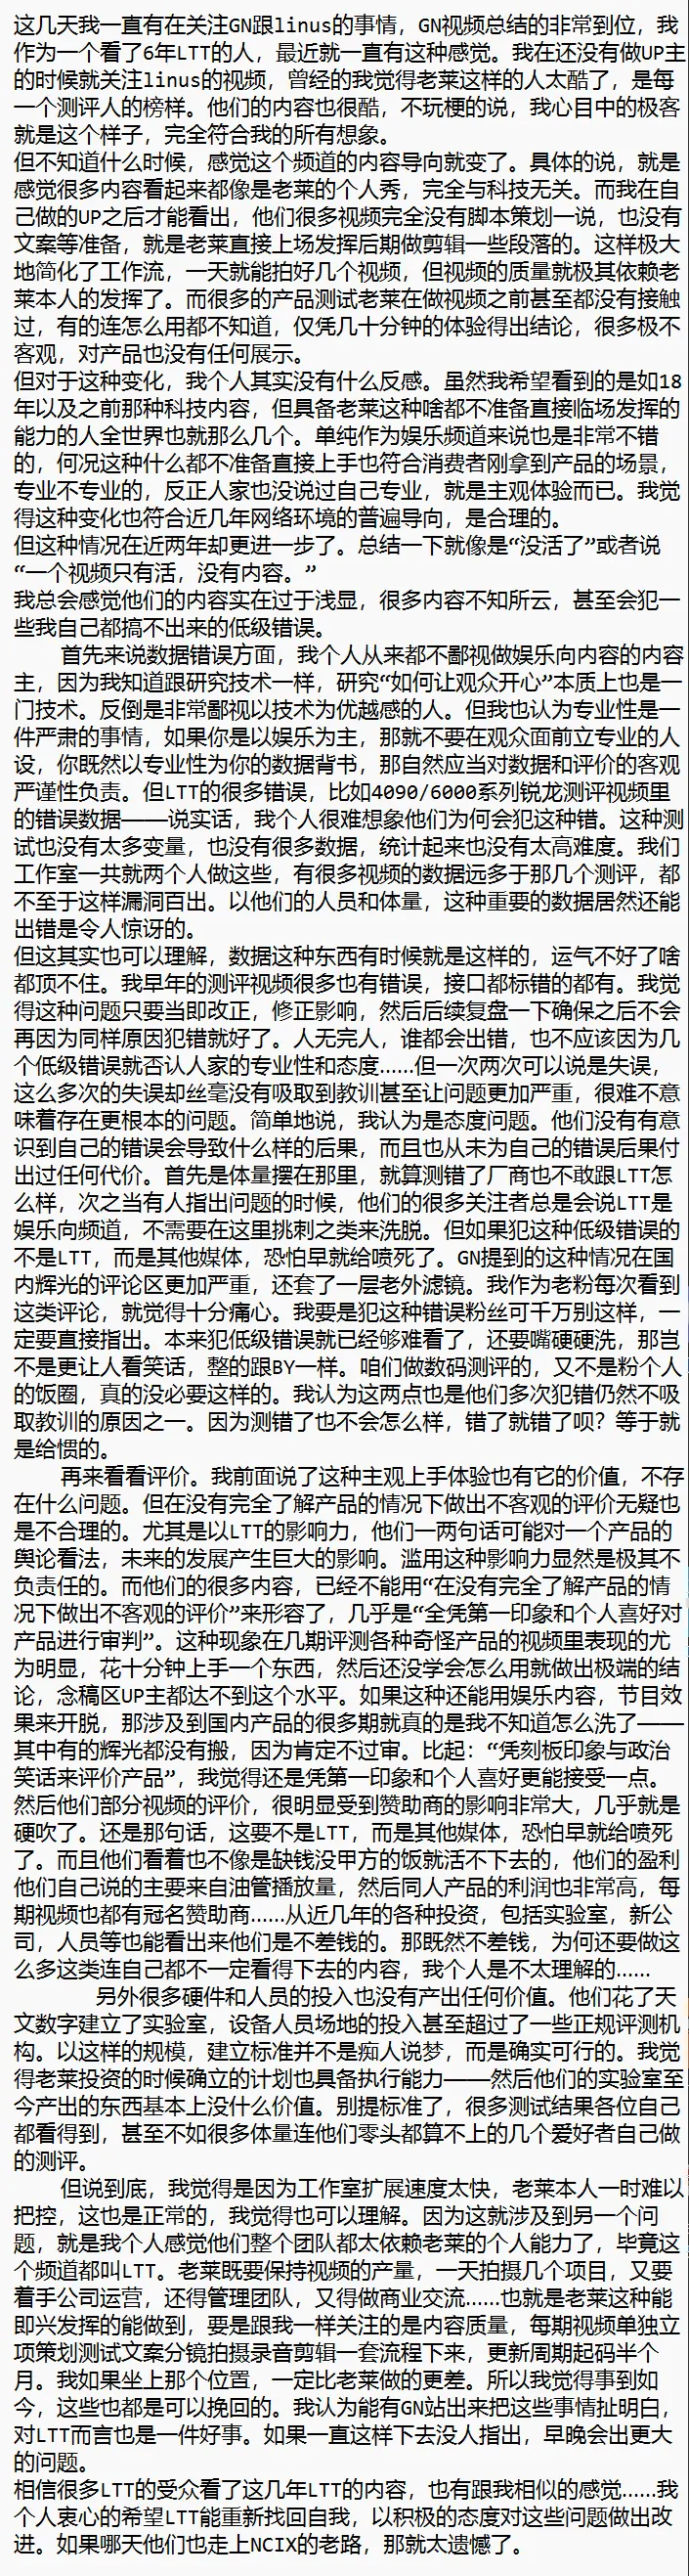 这几天我一直有在关注GN跟linus的事情，GN视频总结的非常到位，我
作为一个看了6年LTT的人，最近就一直有这种感觉。我在还没有做UP主
的时候就关注linus的视频，曾经的我觉得老莱这样的人太酷了，是每
一个测评人的榜样。他们的内容也很酷，不玩梗的说，我心目中的极客
就是这个样子，完全符合我的所有想象。
但不知道什么时候，感觉这个频道的内容导向就变了。具体的说，就是
感觉很多内容看起来都像是老莱的个人秀，完全与科技无关。而我在自
己做的UP之后才能看出，他们很多视频完全没有脚本策划一说，也没有
文案等准备，就是老莱直接上场发挥后期做剪辑一些段落的。这样极大
地简化了工作流，一天就能拍好几个视频，但视频的质量就极其依赖老
莱本人的发挥了。而很多的产品测试老莱在做视频之前甚至都没有接触
过，有的连怎么用都不知道，仅凭几十分钟的体验得出结论，很多极不
客观，对产品也没有任何展示。
但对于这种变化，我个人其实没有什么反感。虽然我希望看到的是如18
年以及之前那种科技内容，但具备老莱这种啥都不准备直接临场发挥的
能力的人全世界也就那么几个。单纯作为娱乐频道来说也是非常不错
的，何况这种什么都不准备直接上手也符合消费者刚拿到产品的场景，
专业不专业的，反正人家也没说过自己专业，就是主观体验而已。我觉
得这种变化也符合近几年网络环境的普遍导向，是合理的。
但这种情况在近两年却更进一步了。总结一下就像是“没活了”或者说
“一个视频只有活，没有内容。”
我总会感觉他们的内容实在过于浅显，很多内容不知所云，甚至会犯一
些我自己都搞不出来的低级错误。
首先来说数据错误方面，我个人从来都不鄙视做娱乐向内容的内容
主，因为我知道跟研究技术一样，研究“如何让观众开心”本质上也是一
门技术。反倒是非常鄙视以技术为优越感的人。但我也认为专业性是一
件严肃的事情，如果你是以娱乐为主，那就不要在观众面前立专业的人
设，你既然以专业性为你的数据背书，那自然应当对数据和评价的客观
严谨性负责。但LTT的很多错误，比如4090/6000系列锐龙测评视频里
的错误数据——说实话，我个人很难想象他们为何会犯这种错。这种测
试也没有太多变量，也没有很多数据，统计起来也没有太高难度。我们
工作室一共就两个人做这些，有很多视频的数据远多于那几个测评，都
不至于这样漏洞百出。以他们的人员和体量，这种重要的数据居然还能
出错是令人惊讶的。
但这其实也可以理解，数据这种东西有时候就是这样的，运气不好了啥
都顶不住。我早年的测评视频很多也有错误，接口都标错的都有。我觉
得这种问题只要当即改正，修正影响，然后后续复盘一下确保之后不会
再因为同样原因犯错就好了。人无完人，谁都会出错，也不应该因为几
个低级错误就否认人家的专业性和态度……但一次两次可以说是失误，
这么多次的失误却丝毫没有吸取到教训甚至让问题更加严重，很难不意
味着存在更根本的问题。简单地说，我认为是态度问题。他们没有有意
识到自己的错误会导致什么样的后果，而且也从未为自己的错误后果付
出过任何代价。首先是体量摆在那里，就算测错了厂商也不敢跟LTT怎
么样，次之当有人指出问题的时候，他们的很多关注者总是会说LTT是
娱乐向频道，不需要在这里挑刺之类来洗脱。但如果犯这种低级错误的
不是LTT，而是其他媒体，恐怕早就给喷死了。GN提到的这种情况在国
内辉光的评论区更加严重，还套了一层老外滤镜。我作为老粉每次看到
这类评论，就觉得十分痛心。我要是犯这种错误粉丝可千万别这样，一
定要直接指出。本来犯低级错误就已经够难看了，还要嘴硬硬洗，那岂
不是更让人看笑话，整的跟BY一样。咱们做数码测评的，又不是粉个人
的饭圈，真的没必要这样的。我认为这两点也是他们多次犯错仍然不吸
取教训的原因之一。因为测错了也不会怎么样，错了就错了呗？等于就
是给惯的。
再来看看评价。我前面说了这种主观上手体验也有它的价值，不存
在什么问题。但在没有完全了解产品的情况下做出不客观的评价无疑也
是不合理的。尤其是以LTT的影响力，他们一两句话可能对一个产品的
舆论看法，未来的发展产生巨大的影响。滥用这种影响力显然是极其不
负责任的。而他们的很多内容，已经不能用“在没有完全了解产品的情
况下做出不客观的评价”来形容了，几乎是“全凭第一印象和个人喜好对
产品进行审判”。这种现象在几期评测各种奇怪产品的视频里表现的尤
为明显，花十分钟上手一个东西，然后还没学会怎么用就做出极端的结
论，念稿区UP主都达不到这个水平。如果这种还能用娱乐内容，节目效
果来开脱，那涉及到国内产品的很多期就真的是我不知道怎么洗了——
其中有的辉光都没有搬，因为肯定不过审。比起：“凭刻板印象与政治
笑话来评价产品”，我觉得还是凭第一印象和个人喜好更能接受一点。
然后他们部分视频的评价，很明显受到赞助商的影响非常大，几乎就是
硬吹了。还是那句话，这要不是LTT，而是其他媒体，恐怕早就给喷死
了。而且他们看着也不像是缺钱没甲方的饭就活不下去的，他们的盈利
他们自己说的主要来自油管播放量，然后同人产品的利润也非常高，每
期视频也都有冠名赞助商……从近几年的各种投资，包括实验室，新公
司，人员等也能看出来他们是不差钱的。那既然不差钱，为何还要做这
么多这类连自己都不一定看得下去的内容，我个人是不太理解的……
另外很多硬件和人员的投入也没有产出任何价值。他们花了天
文数字建立了实验室，设备人员场地的投入甚至超过了一些正规评测机
构。以这样的规模，建立标准并不是痴人说梦，而是确实可行的。我觉
得老莱投资的时候确立的计划也具备执行能力——然后他们的实验室至
今产出的东西基本上没什么价值。别提标准了，很多测试结果各位自己
都看得到，甚至不如很多体量连他们零头都算不上的几个爱好者自己做
的测评。
但说到底，我觉得是因为工作室扩展速度太快，老莱本人一时难以
把控，这也是正常的，我觉得也可以理解。因为这就涉及到另一个问
题，就是我个人感觉他们整个团队都太依赖老莱的个人能力了，毕竟这
个频道都叫LTT。老莱既要保持视频的产量，一天拍摄几个项目，又要
着手公司运营，还得管理团队，又得做商业交流……也就是老莱这种能
即兴发挥的能做到，要是跟我一样关注的是内容质量，每期视频单独立
项策划测试文案分镜拍摄录音剪辑一套流程下来，更新周期起码半个
月。我如果坐上那个位置，一定比老莱做的更差。所以我觉得事到如
今，这些也都是可以挽回的。我认为能有GN站出来把这些事情扯明白，
对LTT而言也是一件好事。如果一直这样下去没人指出，早晚会出更大
的问题。
相信很多LTT的受众看了这几年LTT的内容，也有跟我相似的感觉……我
个人衷心的希望LTT能重新找回自我，以积极的态度对这些问题做出改
进。如果哪天他们也走上NCIX的老路，那就太遗憾了。